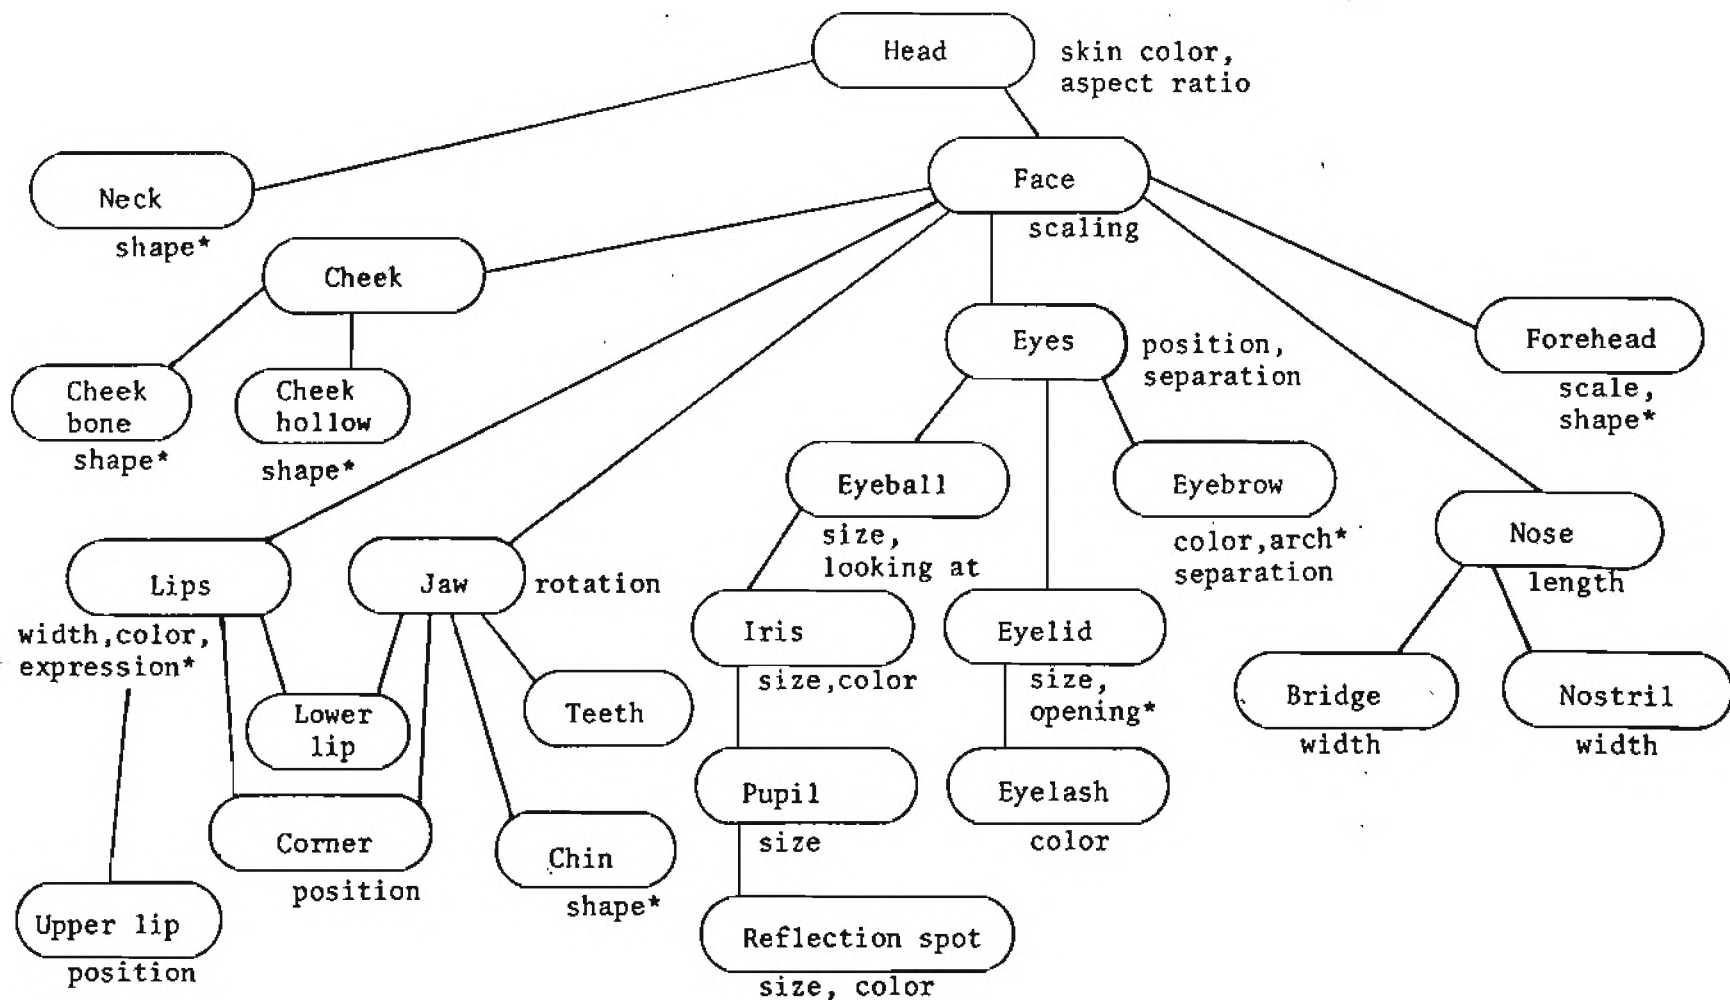 Head
skin color,
aspect ratio
Neck
shape*
Face
scaling
Cheek
Cheek
bone
shape*
Cheek
hollow
shape*
Eyes
position,
separation
Forehead
scale,
shape*
Eyeball
size,
looking at
Eyebrow
color,arch*
separation
Nose
length
Lips
width,color,
expression*
Jaw
rotation
Iris
size,color
Eyelid
size,
opening*
Bridge
width
Nostril
width
Lower
lip
Teeth
Pupil
size
Eyelash
color
Corner
position
Chin
shape*
Upper lip
position
Reflection spot
size, color